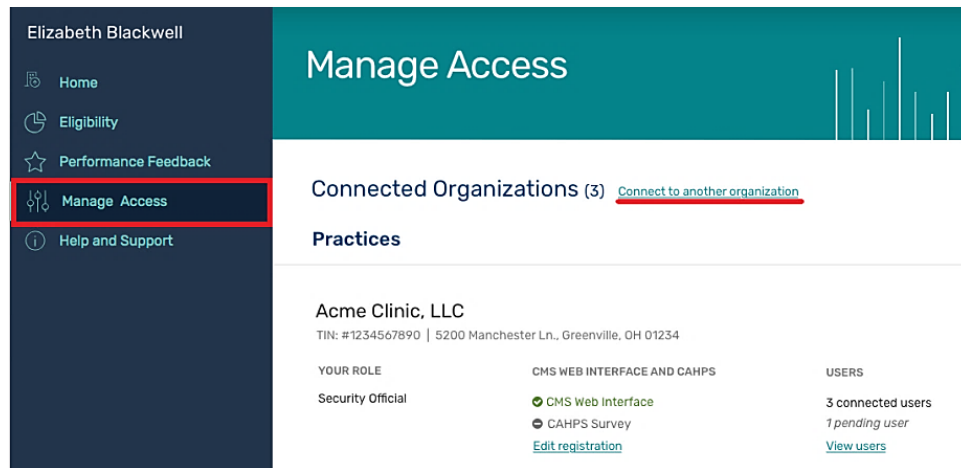 Elizabeth Blackwell
Home
Eligibility
Performance Feedback
Manage Access
Help and Support
Manage Access
Connected Organizations (3) Connect to another organization
Practices
Acme Clinic, LLC
TIN: #1234567890 | 5200 Manchester Ln., Greenville, OH 01234
YOUR ROLE CMS WEB INTERFACE AND CAHPS USERS
Security Official CMS Web Interface 3 connected users
CAHPS Survey 1 pending user
Edit registration View users